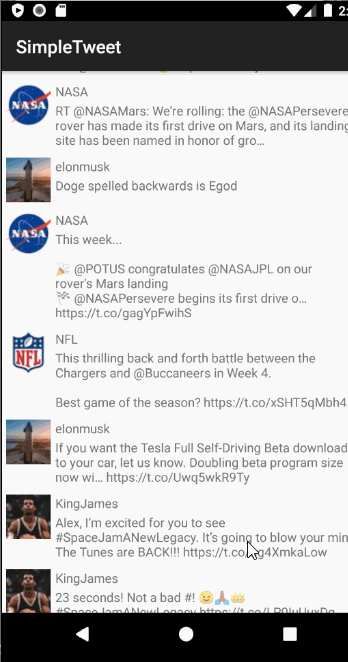 2:
SimpleTweet
NASA
RT @NASAMars: We're rolling: the @NASAPersevere
rover has made its first drive on Mars, and its landing
site has been named in honor of gro…
elonmusk
Doge spelled backwards is Egod
NASA
This week...
🎉 @POTUS congratulates @NASAJPL on our
rover's Mars landing
🏁 @NASAPersevere begins its first drive o…
https://t.co/gagYpFwihS
NFL
This thrilling back and forth battle between the
Chargers and @Buccaneers in Week 4.
Best game of the season? https://t.co/xSHT5qMbh4
elonmusk
If you want the Tesla Full Self-Driving Beta download
to your car, let us know. Doubling beta program size
now wi… https://t.co/Uwq5wkR9Ty
KingJames
Alex, I'm excited for you to see
#SpaceJamANewLegacy. It's going to blow your min
The Tunes are BACK!!!
KingJames
23 seconds! Not a bad #! 😉🙏🏾👑
#SpaceJamANewLegacy